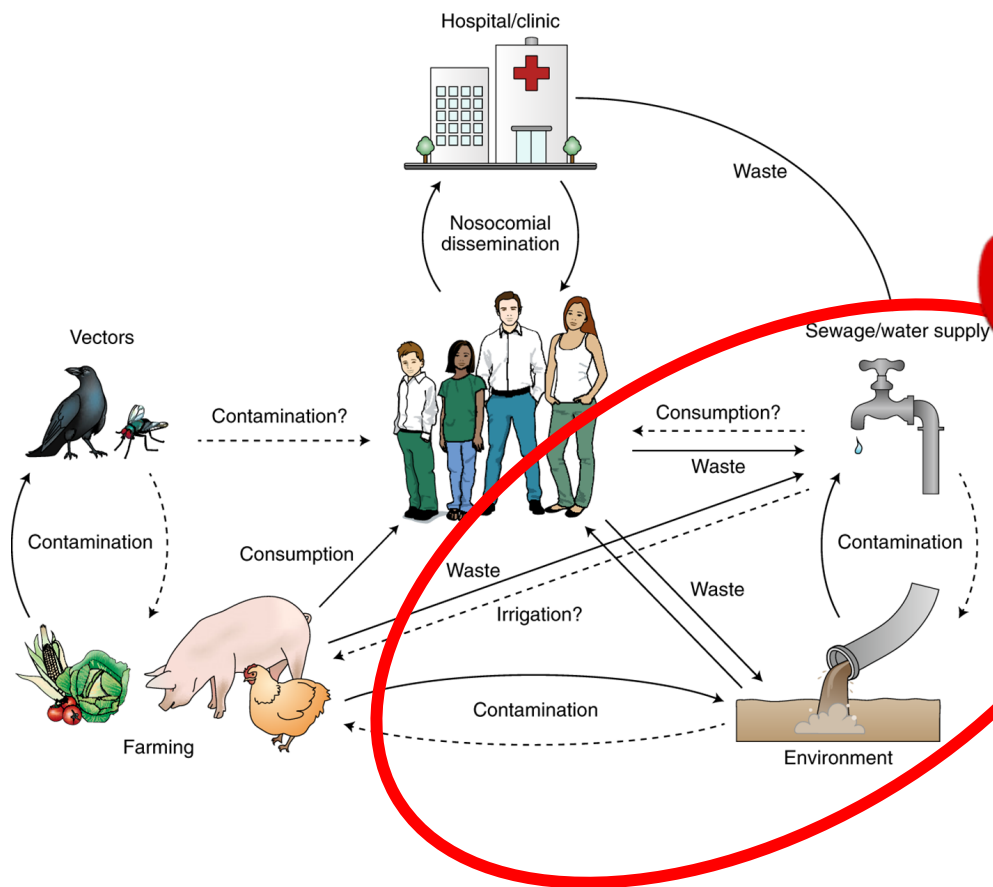 Hospital/clinic
Waste
Nosocomial
dissemination
Vectors
Sewage/water supply
Contamination?
Consumption?
Waste
Contamination
Consumption
Contamination
Waste
Waste
Irrigation?
Contamination
Farming
Environment